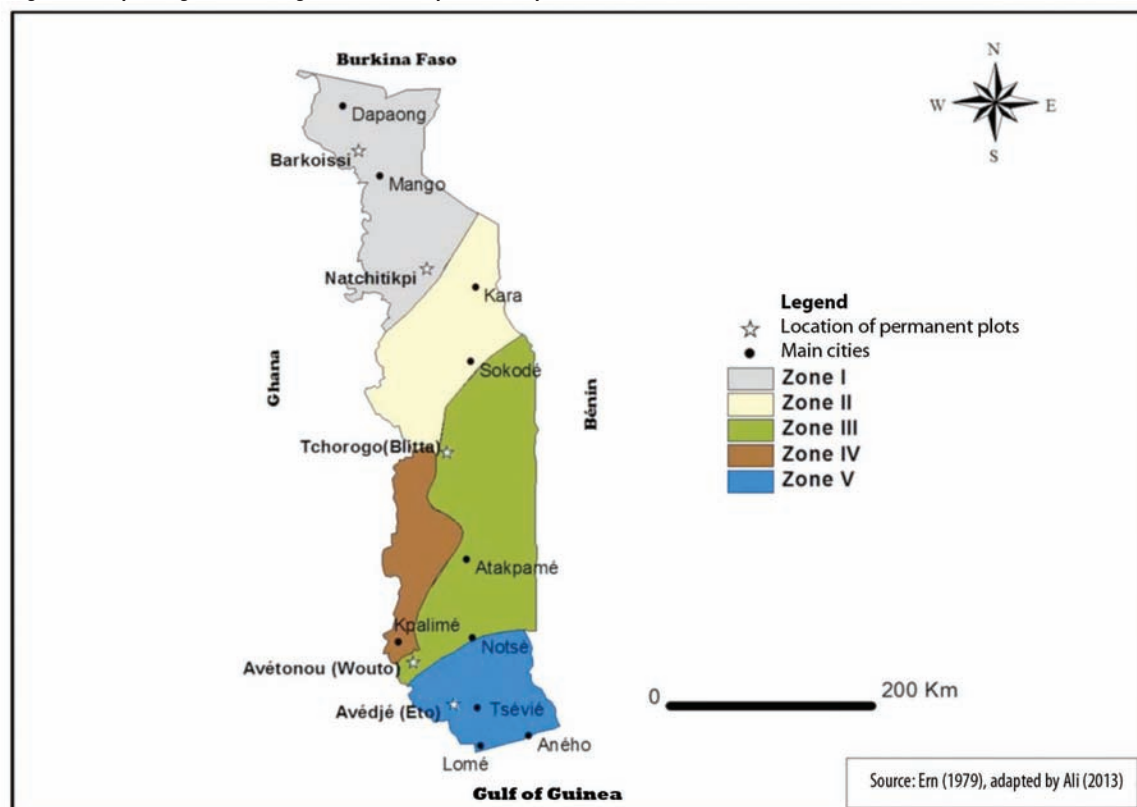 Burkina Faso
N
W
E
S
Dapaong
Barkoissi
Mango
Natchitikpi
Kara
Legend
Location of permanent plots
Main cities
Zone I
Zone II
Zone III
Zone IV
Zone V
Ghana
Sokodé
Bénin
Tchorogo(Blitta)
Atakpamé
Kpalimé
Notsè
Avétonou (Wouto)
Avédjé (Eto)
Tsévié
Aného
Lomé
0
200 Km
Gulf of Guinea
Source: Ern (1979), adapted by Ali (2013)